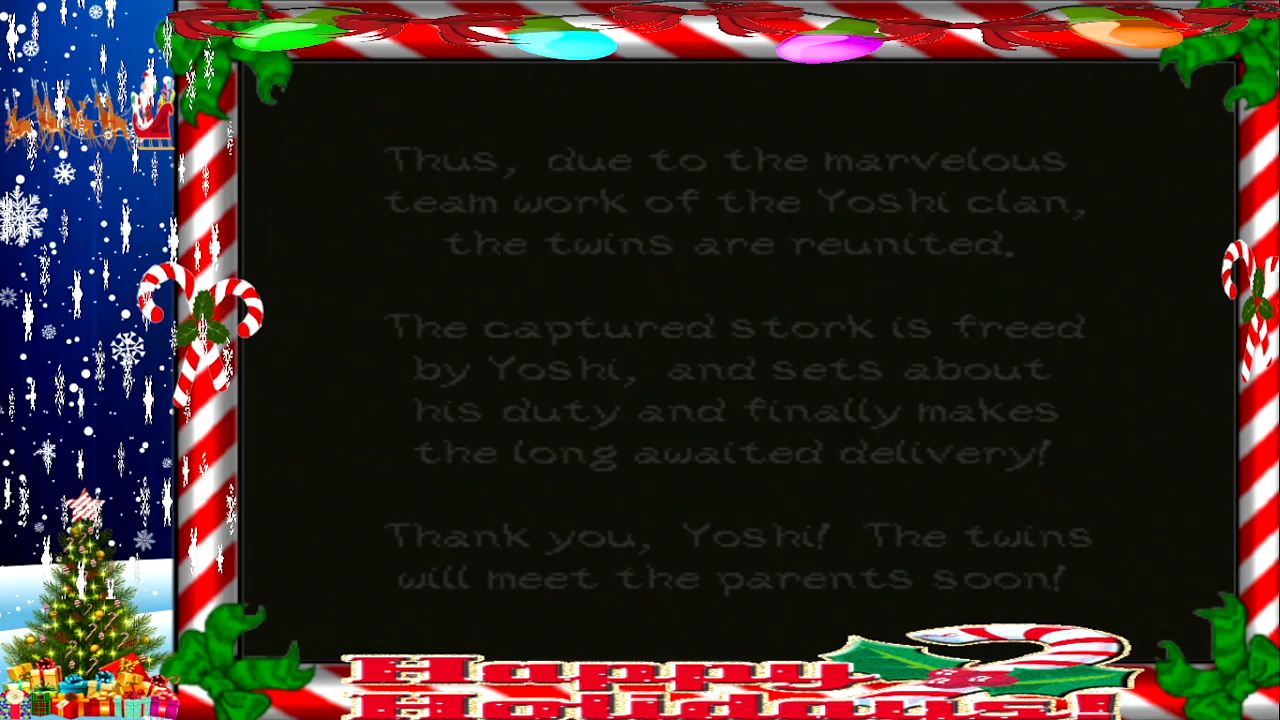 Thus, due to the marvelous
team work of the Yoshi clan,
the twins are reunited.
The captured stork is freed
by Yoshi, and sets about
his duty and finally makes
the long awaited delivery!
Thank you, Yoshi! The twins
will meet the parents soon!
Happy
Holidays!